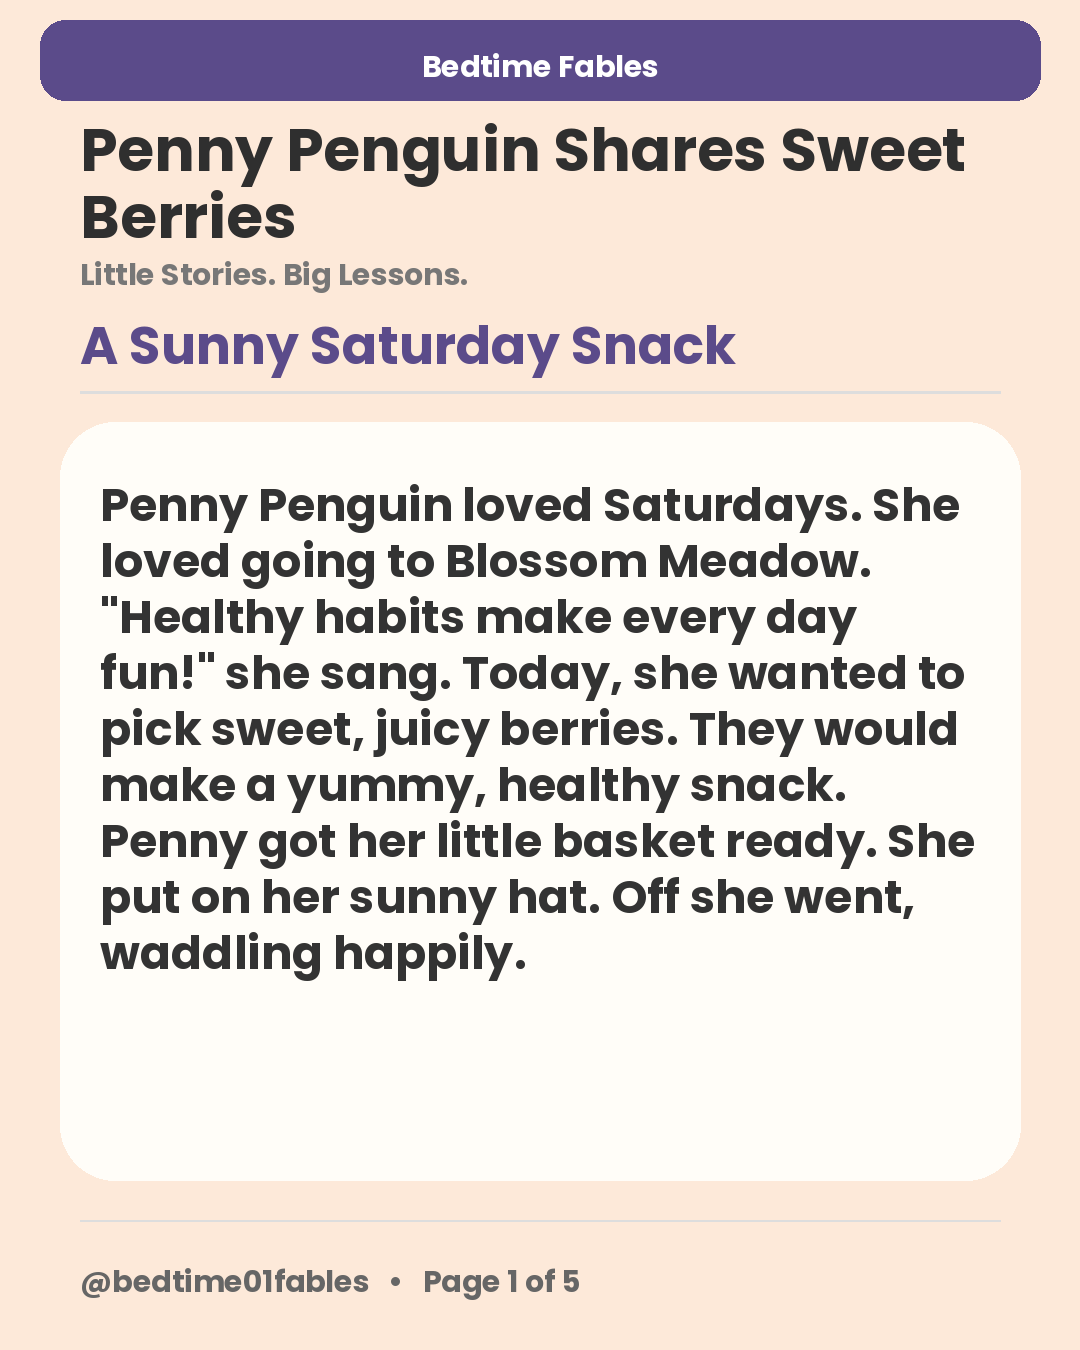 Bedtime Fables
Penny Penguin Shares Sweet
Berries
Little Stories. Big Lessons.
A Sunny Saturday Snack
Penny Penguin loved Saturdays. She
loved going to Blossom Meadow.
"Healthy habits make every day
fun!" she sang. Today, she wanted to
pick sweet, juicy berries. They would
make a yummy, healthy snack.
Penny got her little basket ready. She
put on her sunny hat. Off she went,
waddling happily.
@bedtime01fables • Page 1 of 5